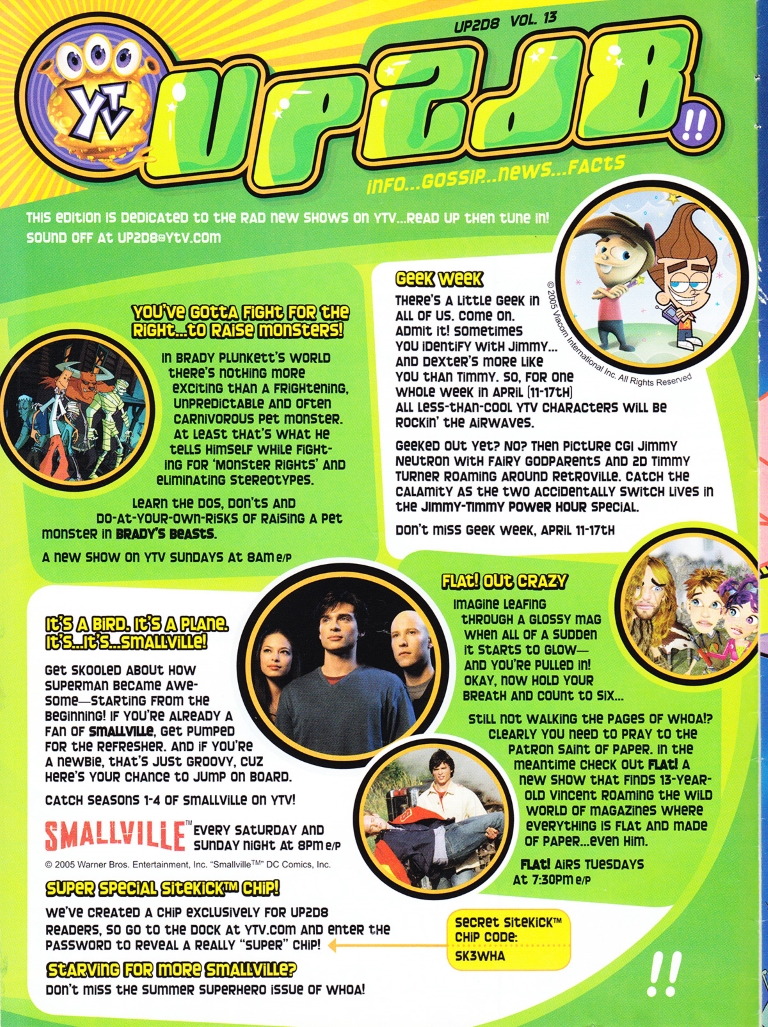 UP2D8 VOL. 13
YTV
UP2D8!!
INFO...GOSSIP...NEWS...FACTS
THIS EDITION IS DEDICATED TO THE RAD NEW SHOWS ON YTV...READ UP THEN TUNE IN!
SOUND OFF AT UP2D8@YTV.COM
YOU'VE GOTTA FIGHT FOR THE
RIGHT...TO RAISE MONSTERS!
IN BRADY PLUNKETT'S WORLD
THERE'S NOTHING MORE
EXCITING THAN A FRIGHTENING,
UNPREDICTABLE AND OFTEN
CARNIVOROUS PET MONSTER.
AT LEAST THAT'S WHAT HE
TELLS HIMSELF WHILE FIGHT-
ING FOR 'MONSTER RIGHTS' AND
ELIMINATING STEREOTYPES.
LEARN THE DOS, DON'TS AND
DO-AT-YOUR-OWN-RISKS OF RAISING A PET
MONSTER IN BRADY'S BEASTS.
A NEW SHOW ON YTV SUNDAYS AT 8AM E/P
GEEK WEEK
THERE'S A LITTLE GEEK IN
ALL OF US. COME ON.
ADMIT IT! SOMETIMES
YOU IDENTIFY WITH JIMMY...
AND DEXTER'S MORE LIKE
YOU THAN TIMMY. SO, FOR ONE
WHOLE WEEK IN APRIL (11-17TH)
ALL LESS-THAN-COOL YTV CHARACTERS WILL BE
ROCKIN' THE AIRWAVES.
GEEKED OUT YET? NO? THEN PICTURE CGI JIMMY
NEUTRON WITH FAIRY GODPARENTS AND 2D TIMMY
TURNER ROAMING AROUND RETROVILLE. CATCH THE
CALAMITY AS THE TWO ACCIDENTALLY SWITCH LIVES IN
THE JIMMY-TIMMY POWER HOUR SPECIAL.
DON'T MISS GEEK WEEK, APRIL 11-17TH
© 2005 Viacom International Inc. All Rights Reserved
IT'S A BIRD. IT'S A PLANE.
IT'S...IT'S...SMALLVILLE!
GET SKOOLED ABOUT HOW
SUPERMAN BECAME AWE-
SOME—STARTING FROM THE
BEGINNING! IF YOU'RE ALREADY A
FAN OF SMALLVILLE, GET PUMPED
FOR THE REFRESHER. AND IF YOU'RE
A NEWBIE, THAT'S JUST GROOVY, CUZ
HERE'S YOUR CHANCE TO JUMP ON BOARD.
CATCH SEASONS 1-4 OF SMALLVILLE ON YTV!
SMALLVILLE™ EVERY SATURDAY AND
SUNDAY NIGHT AT 8PM E/P
© 2005 Warner Bros. Entertainment, Inc. "Smallville™" DC Comics, Inc.
FLAT! OUT CRAZY
IMAGINE LEAFING
THROUGH A GLOSSY MAG
WHEN ALL OF A SUDDEN
IT STARTS TO GLOW—
AND YOU'RE PULLED IN!
OKAY, NOW HOLD YOUR
BREATH AND COUNT TO SIX...
STILL NOT WALKING THE PAGES OF WHOA!?
CLEARLY YOU NEED TO PRAY TO THE
PATRON SAINT OF PAPER. IN THE
MEANTIME CHECK OUT FLAT! A
NEW SHOW THAT FINDS 13-YEAR-
OLD VINCENT ROAMING THE WILD
WORLD OF MAGAZINES WHERE
EVERYTHING IS FLAT AND MADE
OF PAPER...EVEN HIM.
FLAT! AIRS TUESDAYS
AT 7:30PM E/P
SUPER SPECIAL SITEKICK™ CHIP!
WE'VE CREATED A CHIP EXCLUSIVELY FOR UP2D8
READERS, SO GO TO THE DOCK AT YTV.COM AND ENTER THE
PASSWORD TO REVEAL A REALLY "SUPER" CHIP!
SECRET SITEKICK™
CHIP CODE:
SK3WHA
STARVING FOR MORE SMALLVILLE?
DON'T MISS THE SUMMER SUPERHERO ISSUE OF WHOA!
!!